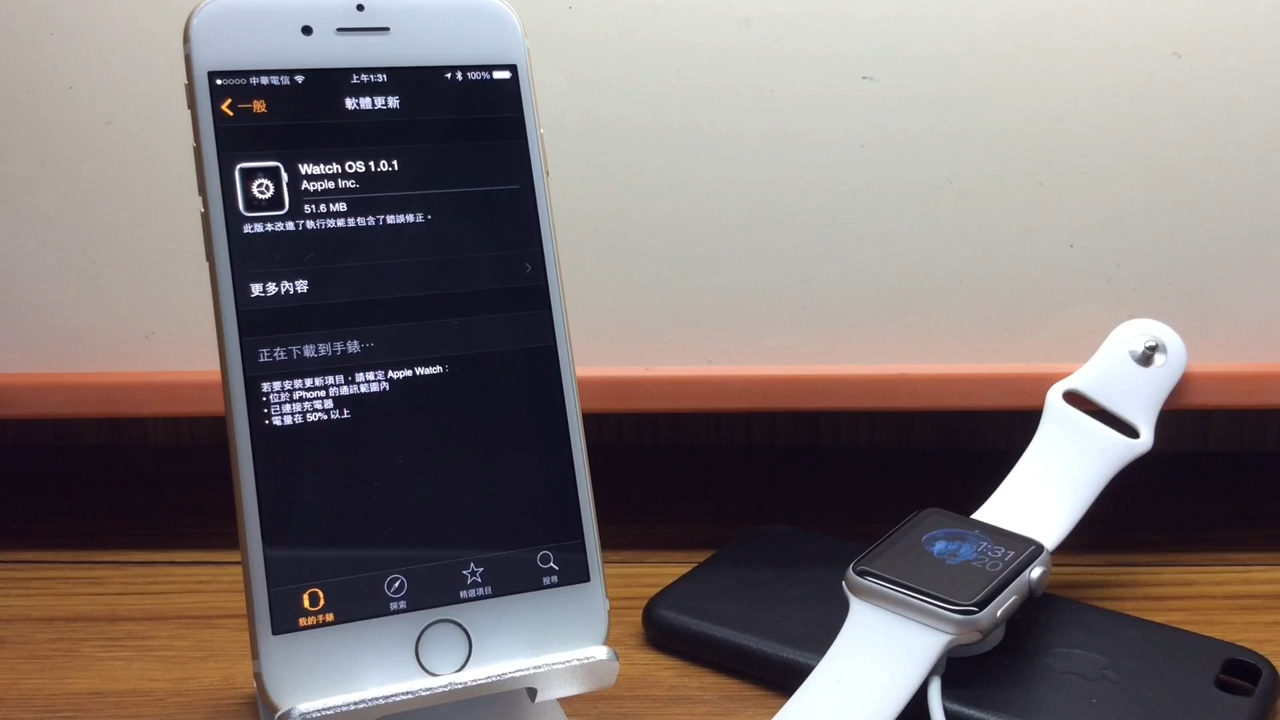 中華電信
上午1:31
100%
一般
軟體更新
Watch OS 1.0.1
Apple Inc.
51.6 MB
此版本改進了執行效能並包含了錯誤修正。
更多內容
正在下載到手錶⋯
若要安裝更新項目，請確定 Apple Watch：
• 位於 iPhone 的通訊範圍內
• 已連接充電器
• 電量在 50% 以上
我的手錶
探索
精選項目
搜尋
1:31
20